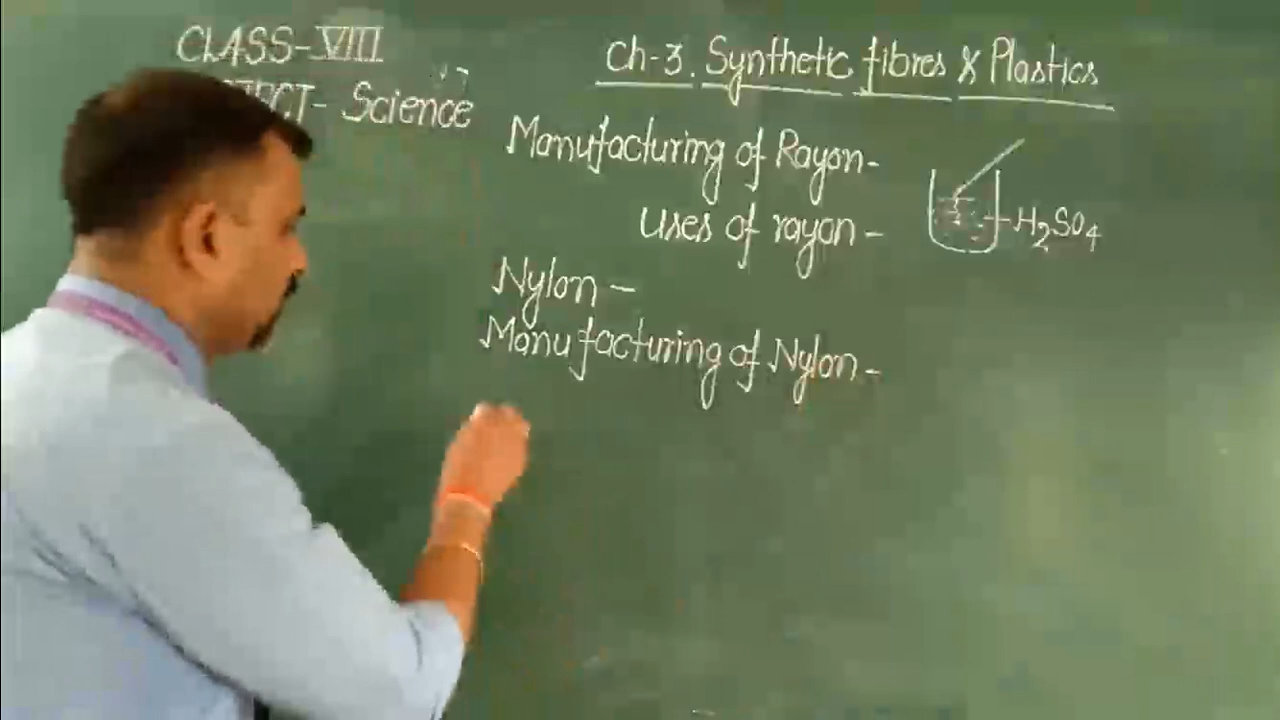 CLASS-VIII
Science
Ch-3. Synthetic fibres & Plastics
Manufacturing of Rayon-
Uses of rayon -
H2SO4
Nylon -
Manufacturing of Nylon -